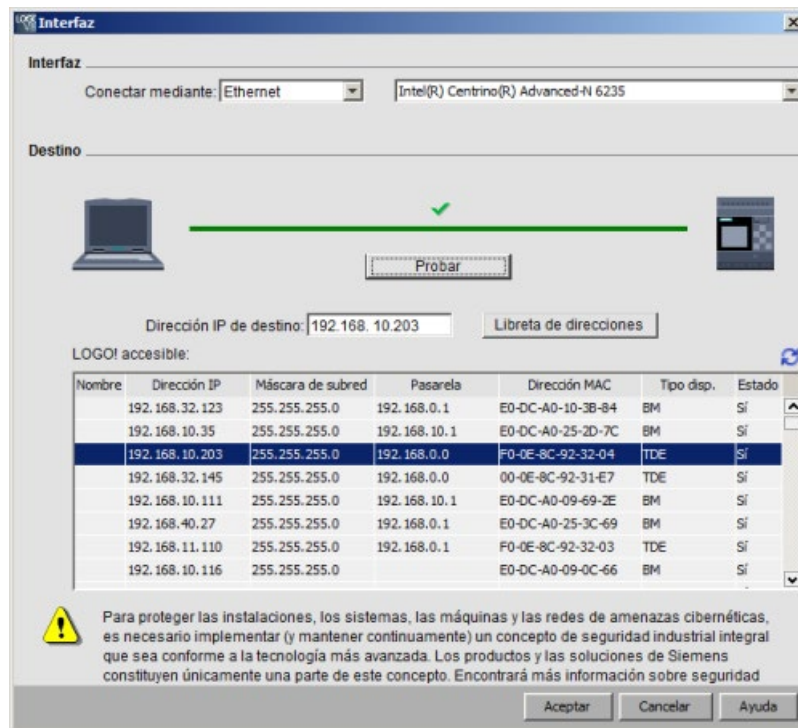 Interfaz
Interfaz
Conectar mediante: Ethernet Intel(R) Centrino(R) Advanced-N 6235
Destino
Probar
Dirección IP de destino: 192.168. 10.203 Libreta de direcciones
LOGO! accesible:
Nombre Dirección IP Máscara de subred Pasarela Dirección MAC Tipo disp. Estado
192.168.32.123 255.255.255.0 192.168.0.1 E0-DC-A0-10-3B-84 BM Sí
192.168.10.35 255.255.255.0 192.168.10.1 E0-DC-A0-25-2D-7C BM Sí
192.168.10.203 255.255.255.0 192.168.0.0 F0-0E-8C-92-32-04 TDE Sí
192.168.32.145 255.255.255.0 192.168.0.0 00-0E-8C-92-31-E7 TDE Sí
192.168.10.111 255.255.255.0 192.168.10.1 E0-DC-A0-09-69-2E BM Sí
192.168.40.27 255.255.255.0 192.168.0.1 E0-DC-A0-25-3C-69 BM Sí
192.168.11.110 255.255.255.0 192.168.0.1 F0-0E-8C-92-32-03 TDE Sí
192.168.10.116 255.255.255.0 E0-DC-A0-09-0C-66 BM Sí
Para proteger las instalaciones, los sistemas, las máquinas y las redes de amenazas cibernéticas,
es necesario implementar (y mantener continuamente) un concepto de seguridad industrial integral
que sea conforme a la tecnología más avanzada. Los productos y las soluciones de Siemens
constituyen únicamente una parte de este concepto. Encontrará más información sobre seguridad
Aceptar Cancelar Ayuda